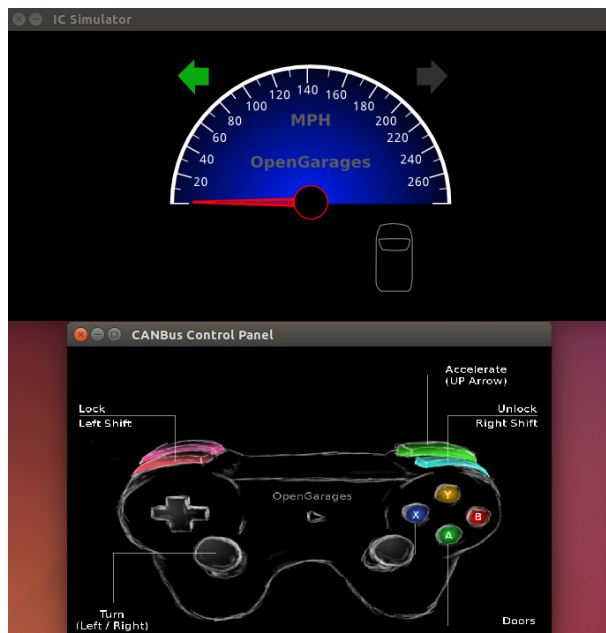 IC Simulator
20 40 60 80 100 120 140 160 180 200 220 240 260
MPH
OpenGarages
CANBus Control Panel
Accelerate
(UP Arrow)
Lock
Left Shift
Unlock
Right Shift
OpenGarages
Y
X
B
A
Turn
(Left / Right)
Doors